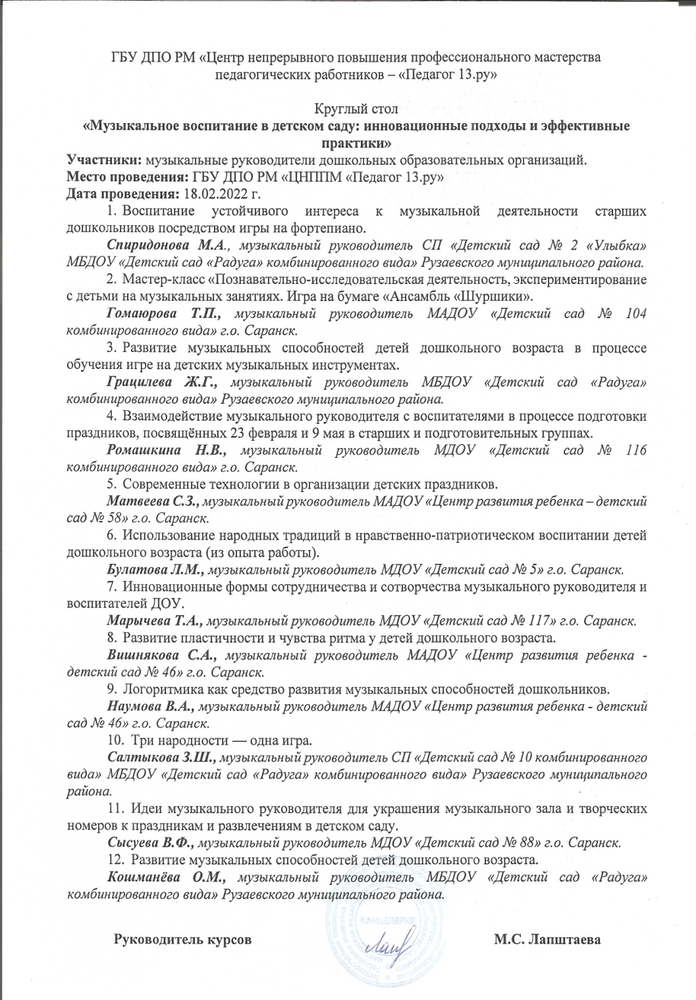 ГБУ ДПО РМ «Центр непрерывного повышения профессионального мастерства
педагогических работников – «Педагог 13.ру»
Круглый стол
«Музыкальное воспитание в детском саду: инновационные подходы и эффективные
практики»
Участники: музыкальные руководители дошкольных образовательных организаций.
Место проведения: ГБУ ДПО РМ «ЦНППМ «Педагог 13.ру»
Дата проведения: 18.02.2022 г.
1. Воспитание устойчивого интереса к музыкальной деятельности старших
дошкольников посредством игры на фортепиано.
Спиридонова М.А., музыкальный руководитель СП «Детский сад № 2 «Улыбка»
МБДОУ «Детский сад «Радуга» комбинированного вида» Рузаевского муниципального района.
2. Мастер-класс «Познавательно-исследовательская деятельность, экспериментирование
с детьми на музыкальных занятиях. Игра на бумаге «Ансамбль «Шуршики».
Гомаюрова Т.П., музыкальный руководитель МАДОУ «Детский сад № 104
комбинированного вида» г.о. Саранск.
3. Развитие музыкальных способностей детей дошкольного возраста в процессе
обучения игре на детских музыкальных инструментах.
Грацилева Ж.Г., музыкальный руководитель МБДОУ «Детский сад «Радуга»
комбинированного вида» Рузаевского муниципального района.
4. Взаимодействие музыкального руководителя с воспитателями в процессе подготовки
праздников, посвящённых 23 февраля и 9 мая в старших и подготовительных группах.
Ромашкина Н.В., музыкальный руководитель МДОУ «Детский сад № 116
комбинированного вида» г.о. Саранск.
5. Современные технологии в организации детских праздников.
Матвеева С.З., музыкальный руководитель МАДОУ «Центр развития ребенка – детский
сад № 58» г.о. Саранск.
6. Использование народных традиций в нравственно-патриотическом воспитании детей
дошкольного возраста (из опыта работы).
Булатова Л.М., музыкальный руководитель МДОУ «Детский сад № 5» г.о. Саранск.
7. Инновационные формы сотрудничества и сотворчества музыкального руководителя и
воспитателей ДОУ.
Марычева Т.А., музыкальный руководитель МДОУ «Детский сад № 117» г.о. Саранск.
8. Развитие пластичности и чувства ритма у детей дошкольного возраста.
Вишнякова С.А., музыкальный руководитель МАДОУ «Центр развития ребенка -
детский сад № 46» г.о. Саранск.
9. Логоритмика как средство развития музыкальных способностей дошкольников.
Наумова В.А., музыкальный руководитель МАДОУ «Центр развития ребенка - детский
сад № 46» г.о. Саранск.
10. Три народности — одна игра.
Салтыкова З.Ш., музыкальный руководитель СП «Детский сад № 10 комбинированного
вида» МБДОУ «Детский сад «Радуга» комбинированного вида» Рузаевского муниципального
района.
11. Идеи музыкального руководителя для украшения музыкального зала и творческих
номеров к праздникам и развлечениям в детском саду.
Сысуева В.Ф., музыкальный руководитель МДОУ «Детский сад № 88» г.о. Саранск.
12. Развитие музыкальных способностей детей дошкольного возраста.
Кошманёва О.М., музыкальный руководитель МБДОУ «Детский сад «Радуга»
комбинированного вида» Рузаевского муниципального района.
КАНЦЕЛЯРИЯ
Руководитель курсов М.С. Лапштаева